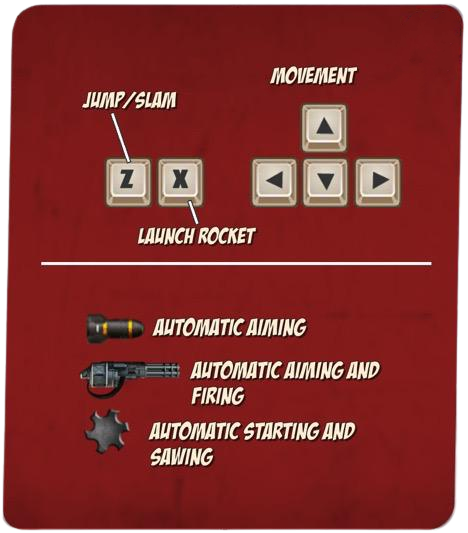 MOVEMENT
JUMP/SLAM
Z X
LAUNCH ROCKET
AUTOMATIC AIMING
AUTOMATIC AIMING AND
FIRING
AUTOMATIC STARTING AND
SAWING